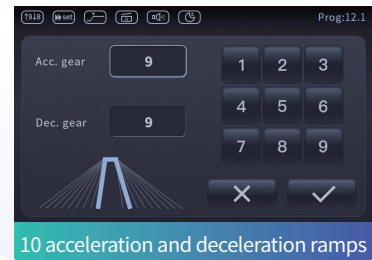 set
Prog:12.1
Acc. gear 9
1 2 3
4 5 6
Dec. gear 9
7 8 9
10 acceleration and deceleration ramps